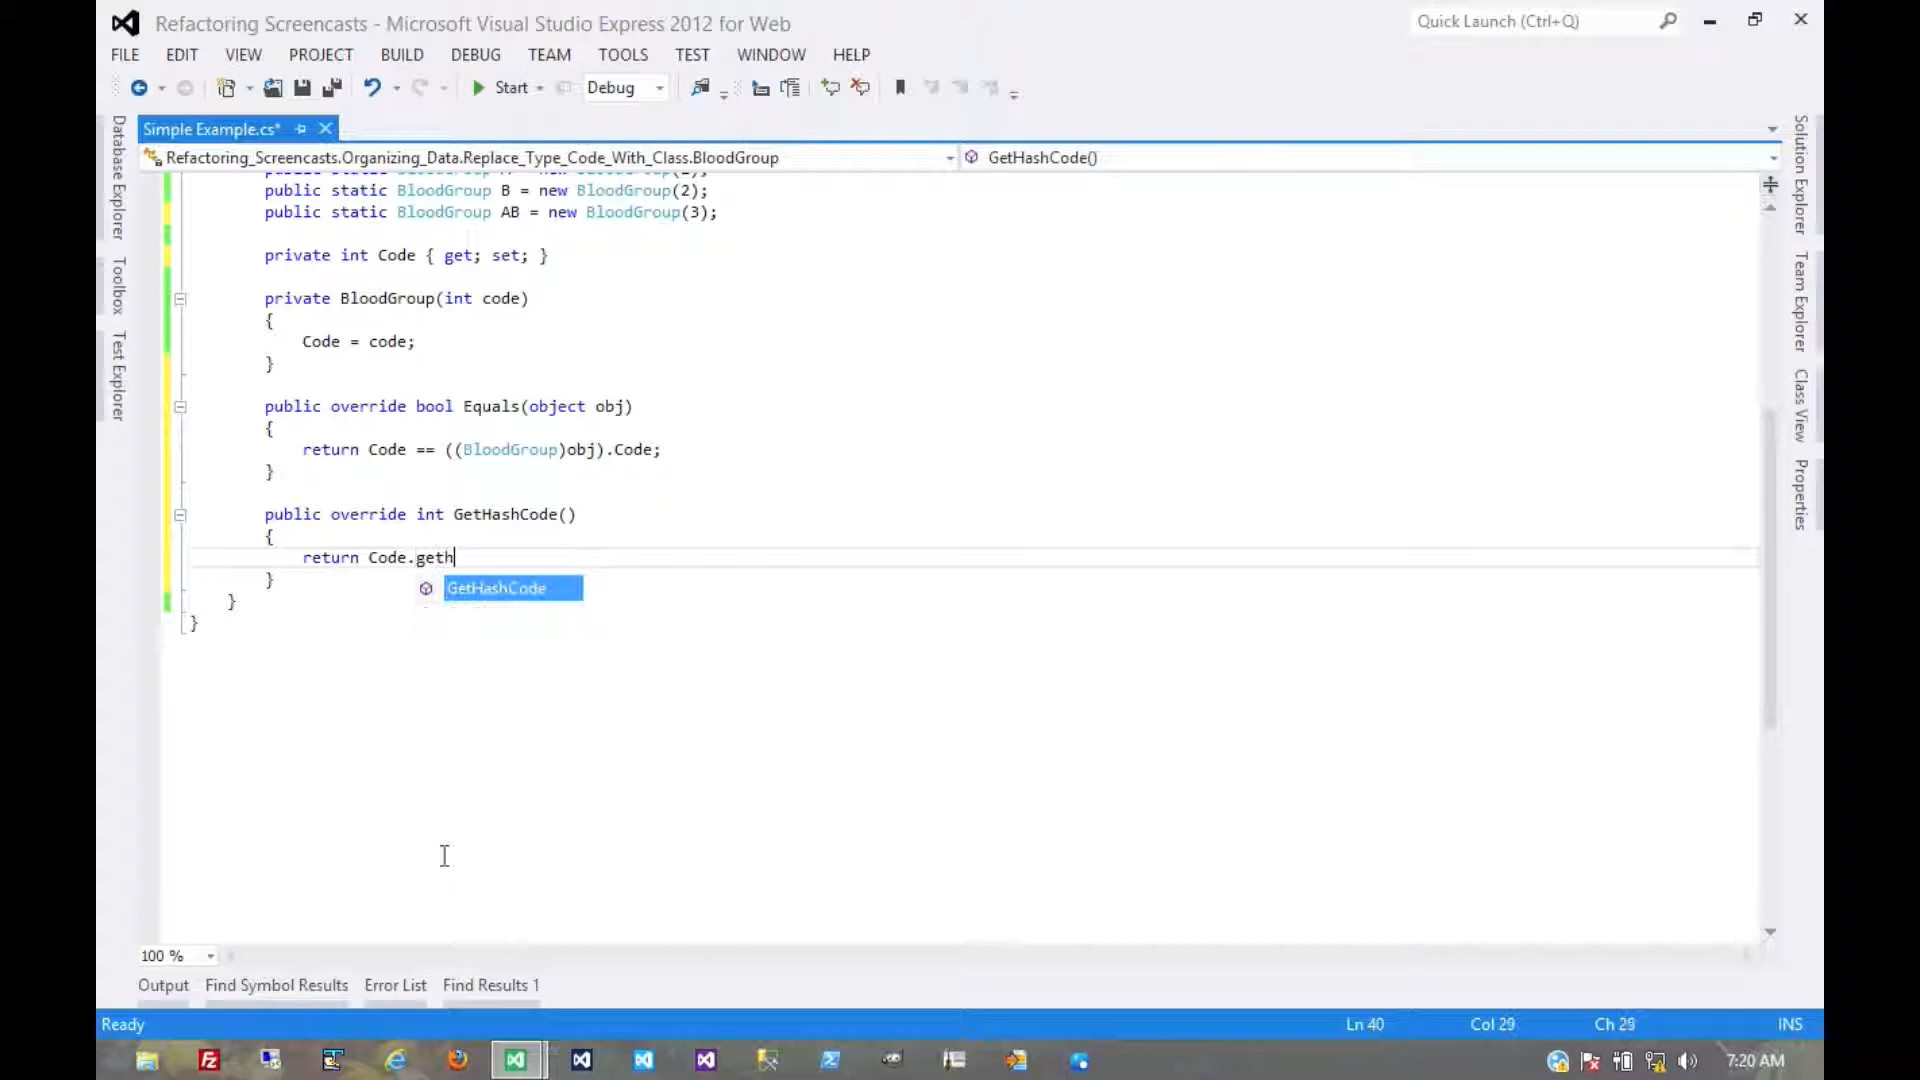 Refactoring Screencasts - Microsoft Visual Studio Express 2012 for Web
Quick Launch (Ctrl+Q)
FILE EDIT VIEW PROJECT BUILD DEBUG TEAM TOOLS TEST WINDOW HELP
Start Debug
Simple Example.cs*
Refactoring_Screencasts.Organizing_Data.Replace_Type_Code_With_Class.BloodGroup
GetHashCode()
public static BloodGroup B = new BloodGroup(2);
public static BloodGroup AB = new BloodGroup(3);
private int Code { get; set; }
private BloodGroup(int code)
{
Code = code;
}
public override bool Equals(object obj)
{
return Code == ((BloodGroup)obj).Code;
}
public override int GetHashCode()
{
return Code.geth
}
GetHashCode
}
}
Database Explorer
Toolbox
Test Explorer
Solution Explorer
Team Explorer
Class View
Properties
100 %
Output Find Symbol Results Error List Find Results 1
Ready Ln 40 Col 29 Ch 29 INS
7:20 AM